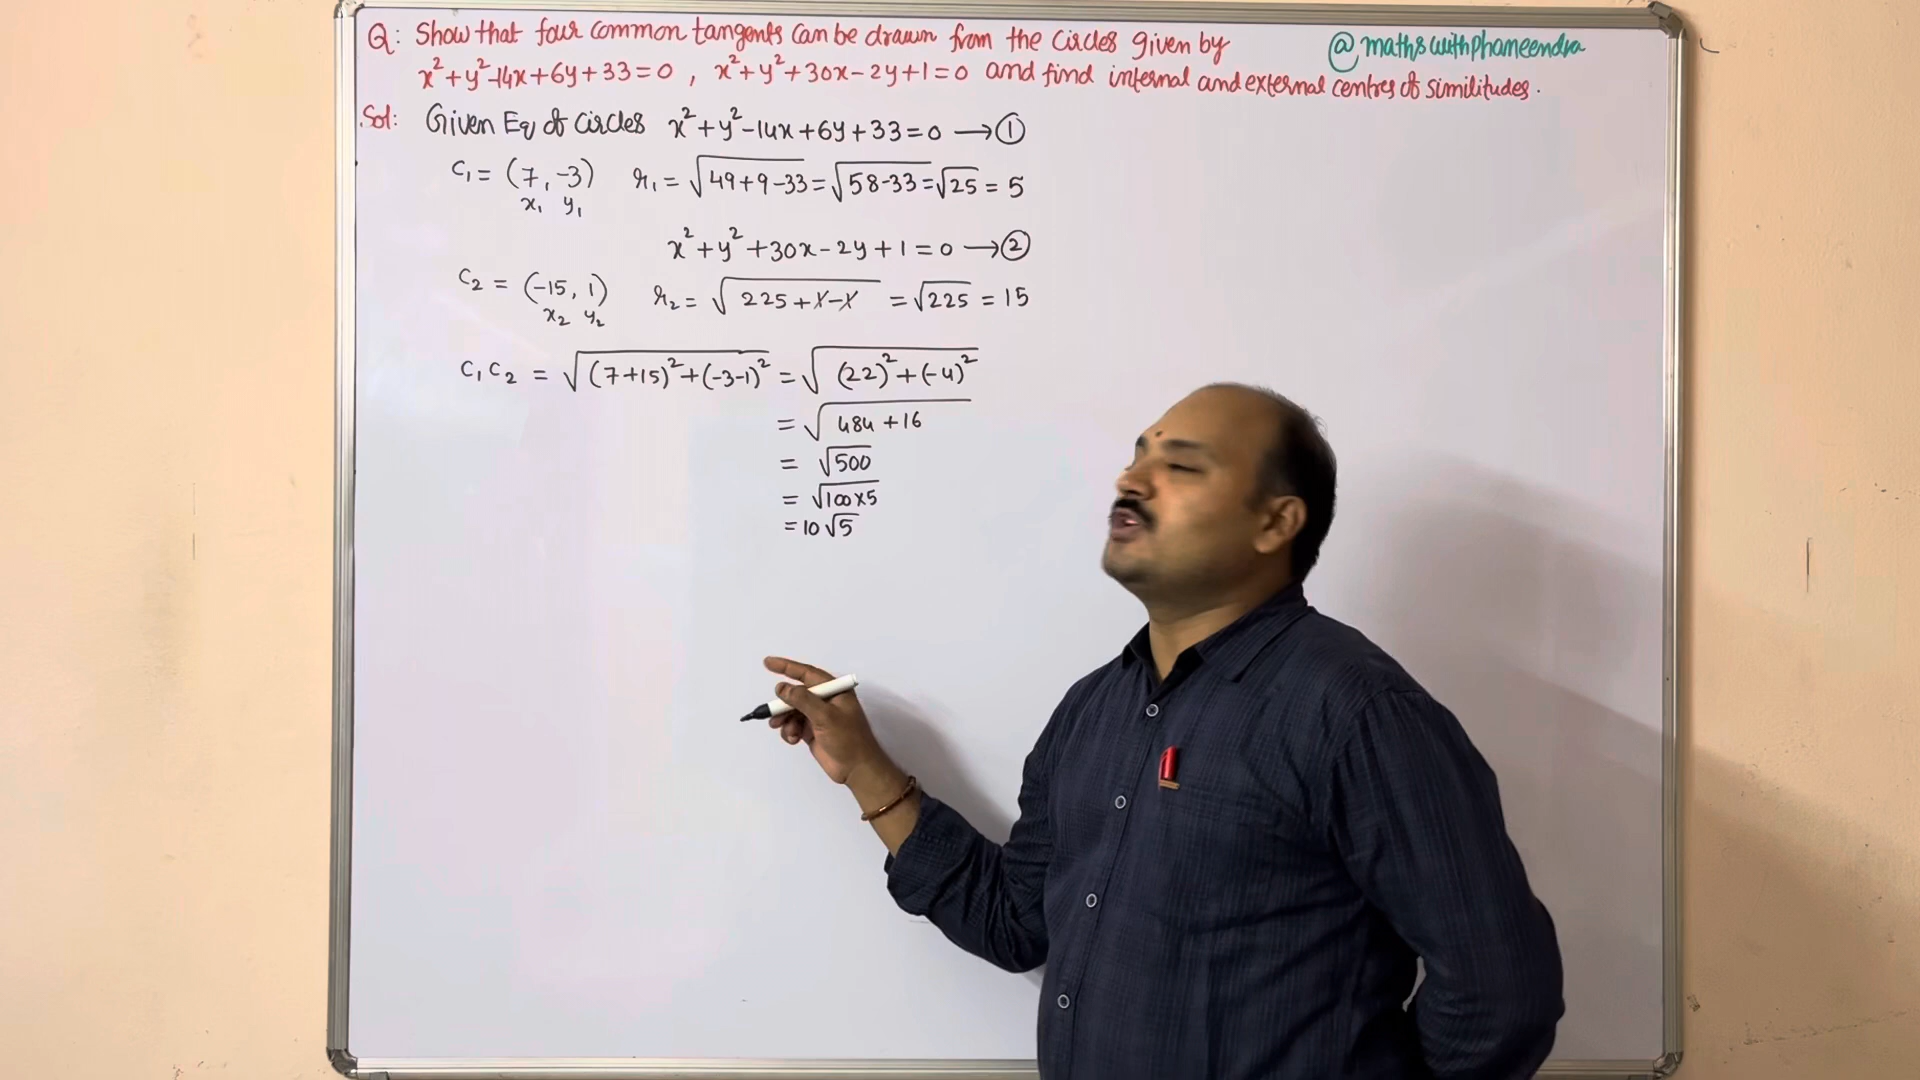 Q: Show that four common tangents can be drawn from the circles given by
@mathswithphaneendra
x²+y²-14x+6y+33=0 , x²+y²+30x-2y+1=0 and find internal and external centres of similitudes.
Sol: Given Eq of circles x²+y²-14x+6y+33=0 →①
C₁= (7,-3) r₁=√49+9-33=√58-33=√25 = 5
x₁ y₁
x²+y²+30x-2y+1=0 →②
C₂ = (-15, 1) r₂= √225+1-1 =√225 = 15
x₂ y₂
C₁C₂ = √(7+15)²+(-3-1)² = √(22)²+(-4)²
= √484+16
= √500
= √100×5
= 10√5